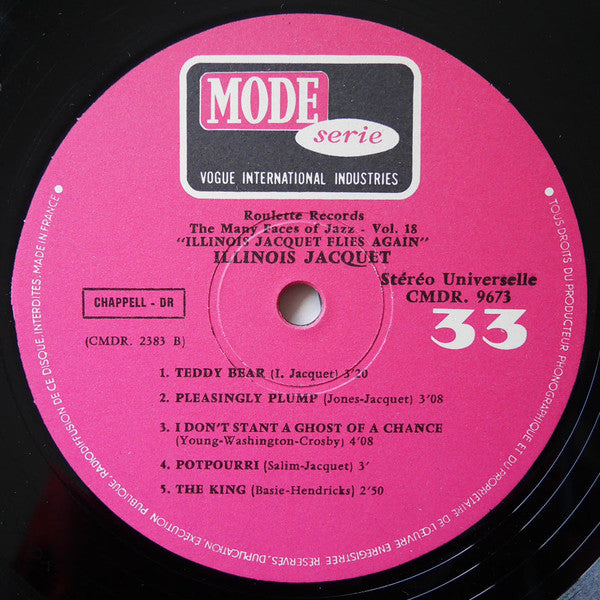 MODE
serie
VOGUE INTERNATIONAL INDUSTRIES
Roulette Records
The Many Faces of Jazz - Vol. 18
"ILLINOIS JACQUET FLIES AGAIN"
ILLINOIS JACQUET
CHAPPELL - DR
(CMDR. 2383 B)
Stéréo Universelle
CMDR. 9673
33
1. TEDDY BEAR (I. Jacquet) 3'20
2. PLEASINGLY PLUMP (Jones-Jacquet) 3'08
3. I DON'T STANT A GHOST OF A CHANCE
(Young-Washington-Crosby) 4'08
4. POTPOURRI (Salim-Jacquet) 3'
5. THE KING (Basie-Hendricks) 2'50
• TOUS DROITS DU PRODUCTEUR PHONOGRAPHIQUE ET DU PROPRIETAIRE DE L'ŒUVRE ENREGISTREE RESERVES. DUPLICATION EXÉCUTION PUBLIQUE RADIODIFFUSION DE CE DISQUE, INTERDITES. MADE IN FRANCE •